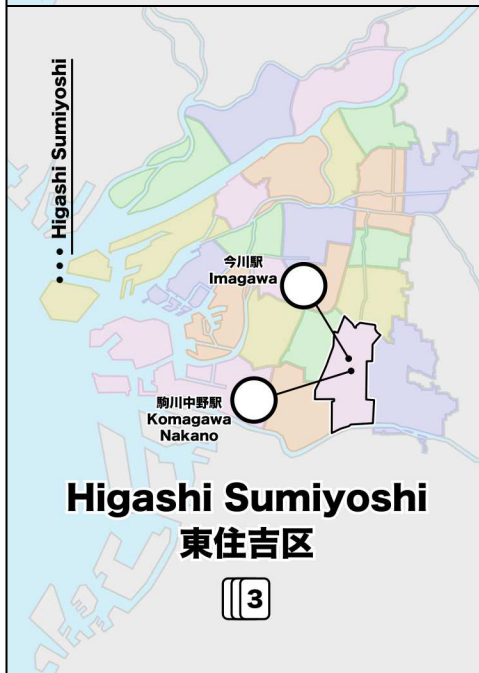 ••• Higashi Sumiyoshi
今川駅
Imagawa
駒川中野駅
Komagawa
Nakano
Higashi Sumiyoshi
東住吉区
3